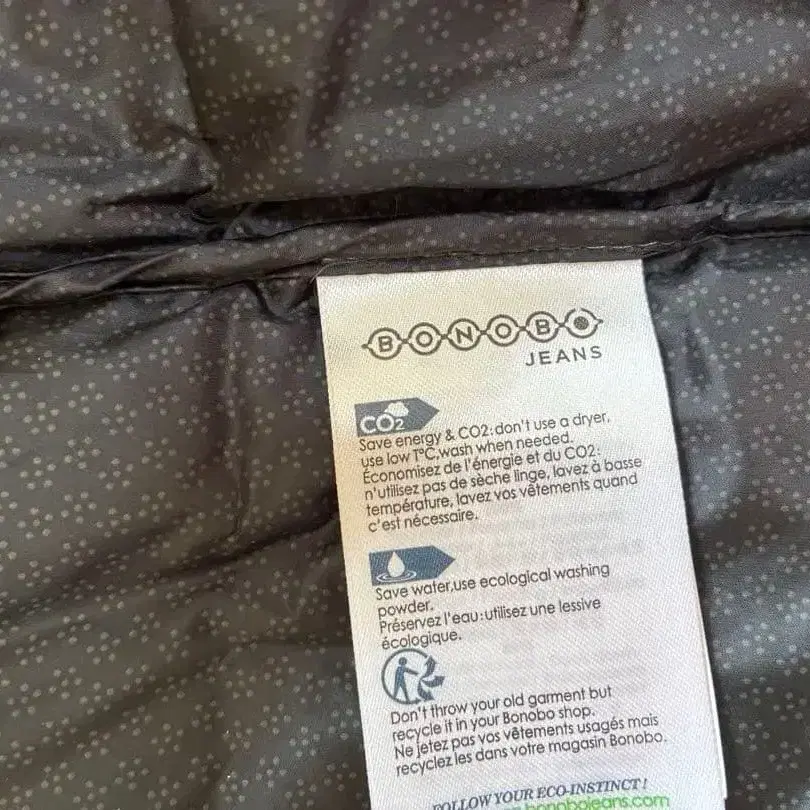 BONOBO
JEANS
CO2
Save energy & CO2: don't use a dryer,
use low T°C, wash when needed.
Économisez de l'énergie et du CO2:
n'utilisez pas de sèche linge, lavez à basse
température, lavez vos vêtements quand
c'est nécessaire.
Save water, use ecological washing
powder.
Préservez l'eau: utilisez une lessive
écologique.
Don't throw your old garment but
recycle it in your Bonobo shop.
Ne jetez pas vos vêtements usagés mais
recyclez les dans votre magasin Bonobo.
FOLLOW YOUR ECO-INSTINCT!
bonobojeans.com